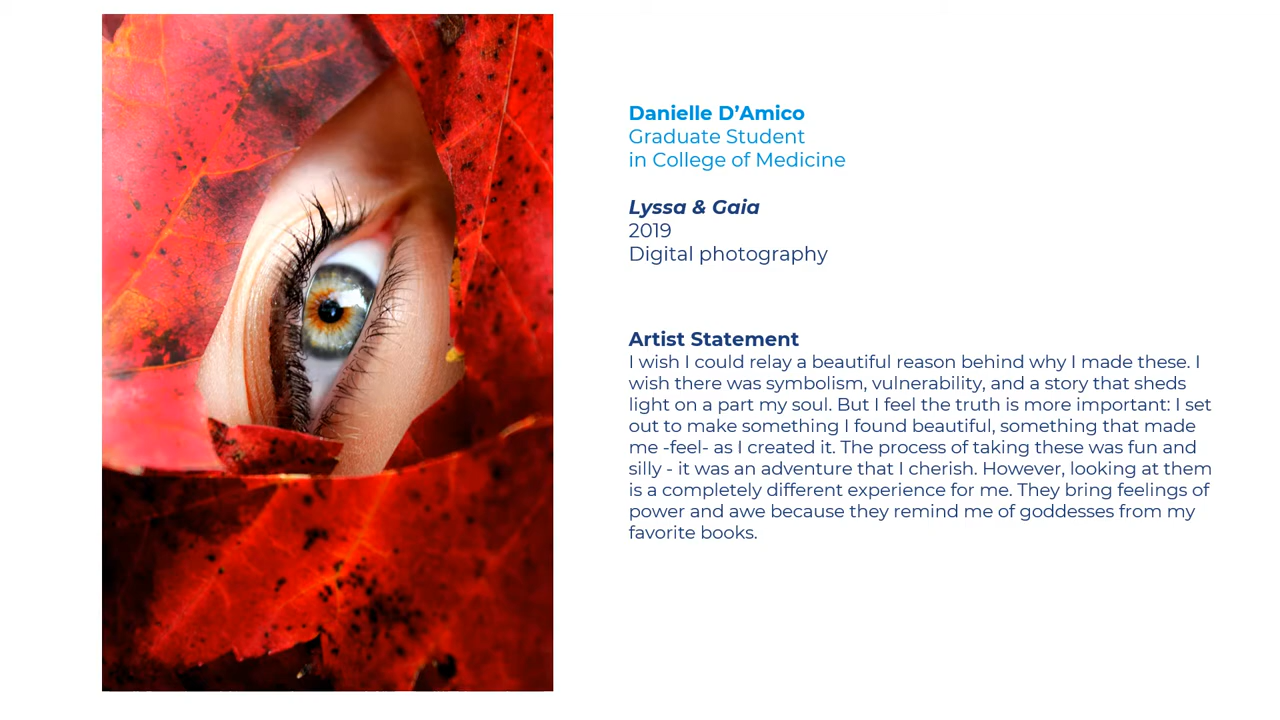 Danielle D’Amico
Graduate Student
in College of Medicine
Lyssa & Gaia
2019
Digital photography
Artist Statement
I wish I could relay a beautiful reason behind why I made these. I
wish there was symbolism, vulnerability, and a story that sheds
light on a part my soul. But I feel the truth is more important: I set
out to make something I found beautiful, something that made
me -feel- as I created it. The process of taking these was fun and
silly - it was an adventure that I cherish. However, looking at them
is a completely different experience for me. They bring feelings of
power and awe because they remind me of goddesses from my
favorite books.